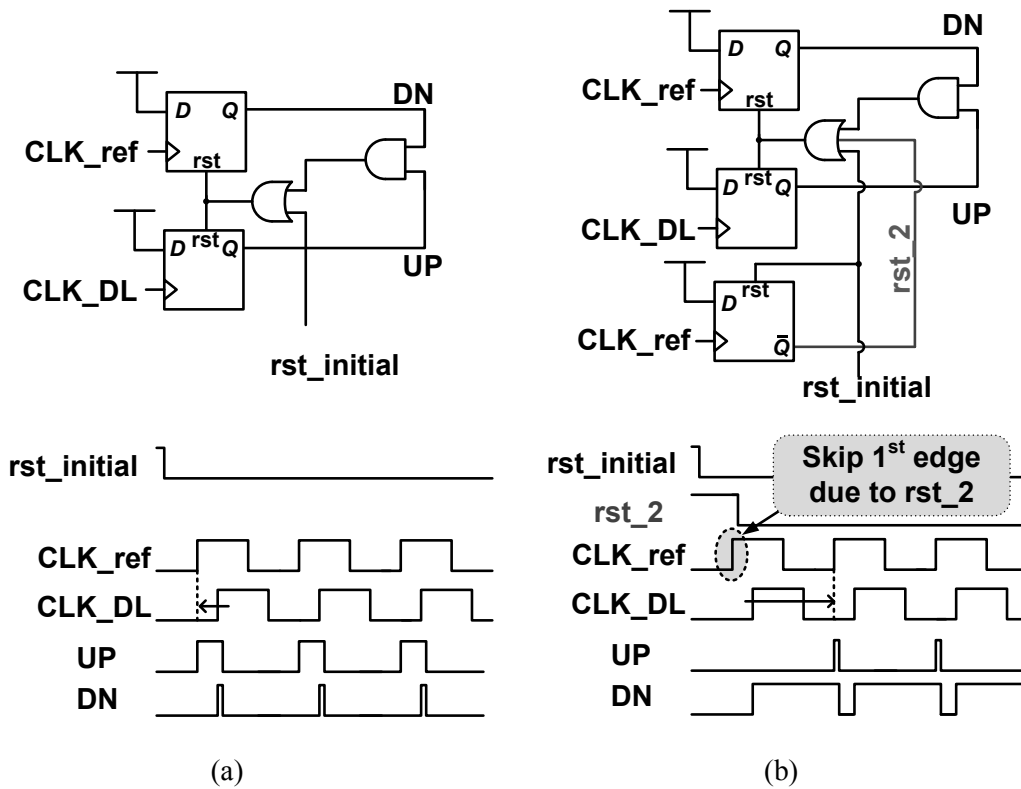 D Q
DN
CLK_ref
rst
rst
D Q
UP
CLK_DL
rst_initial
rst_initial
CLK_ref
CLK_DL
UP
DN
(a)
DN
D Q
CLK_ref
rst
D rst Q
UP
CLK_DL
rst_2
rst
D
CLK_ref
Q̅
rst_initial
rst_initial
Skip 1st edge
due to rst_2
rst_2
CLK_ref
CLK_DL
UP
DN
(b)